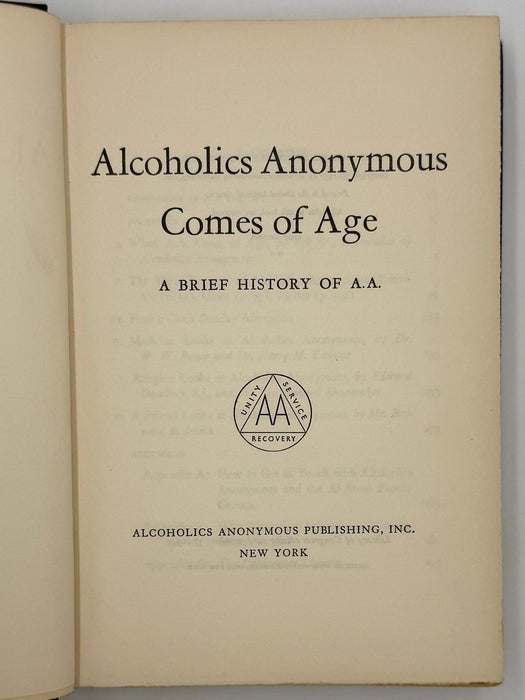 Alcoholics Anonymous
Comes of Age
A BRIEF HISTORY OF A.A.
UNITY
SERVICE
AA
RECOVERY
ALCOHOLICS ANONYMOUS PUBLISHING, INC.
NEW YORK